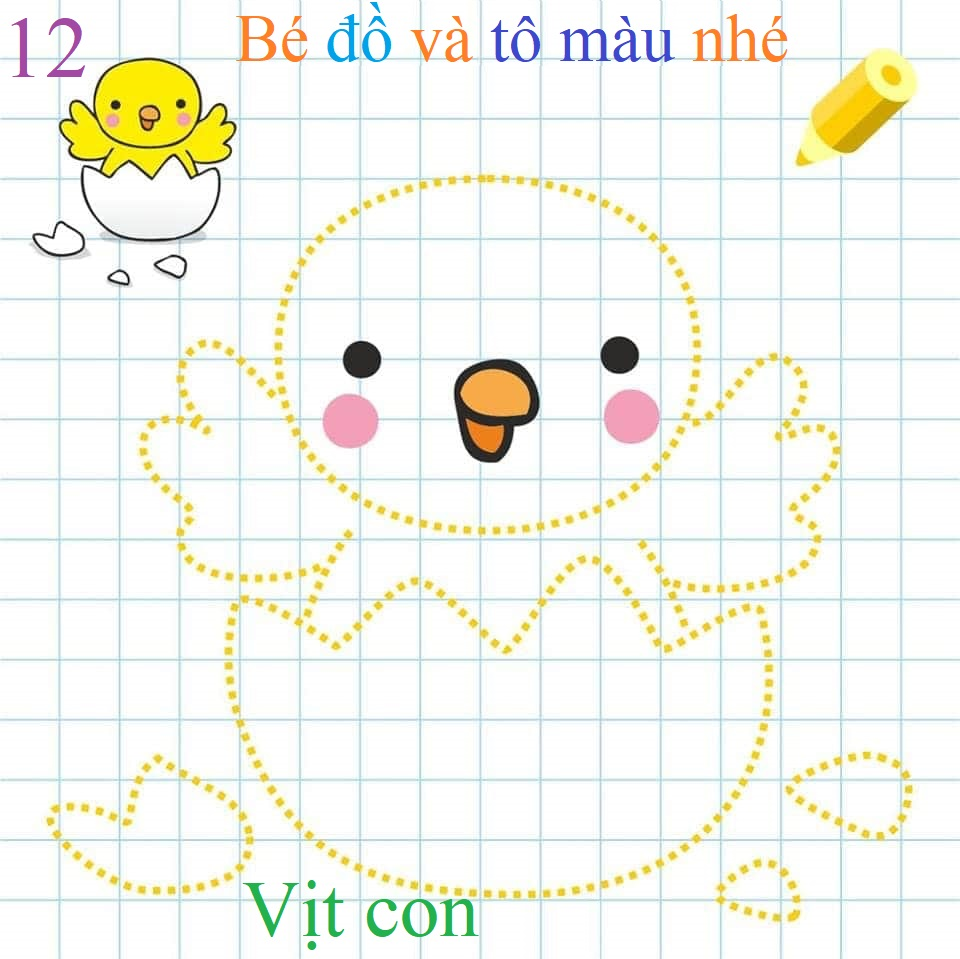 12
Bé đồ và tô màu nhé
Vịt con